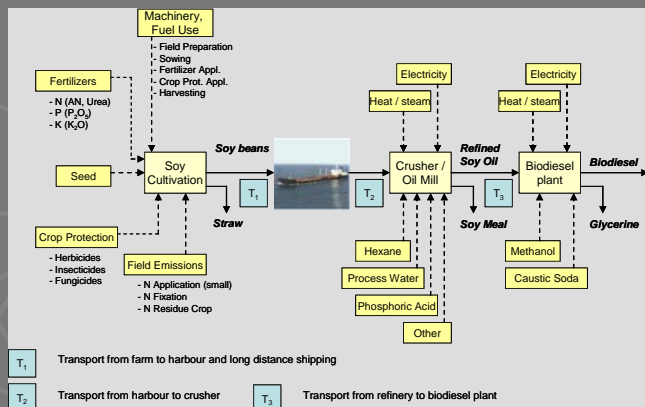 Machinery,
Fuel Use
- Field Preparation
- Sowing
- Fertilizer Appl.
- Crop Prot. Appl.
- Harvesting
Fertilizers
- N (AN, Urea)
- P (P₂O₅)
- K (K₂O)
Seed
Crop Protection
- Herbicides
- Insecticides
- Fungicides
Field Emissions
- N Application (small)
- N Fixation
- N Residue Crop
Soy
Cultivation
Soy beans
Straw
T₁
T₂
Electricity
Heat / steam
Crusher /
Oil Mill
Hexane
Process Water
Phosphoric Acid
Other
Refined
Soy Oil
Soy Meal
T₃
Electricity
Heat / steam
Biodiesel
plant
Methanol
Caustic Soda
Biodiesel
Glycerine
T₁ Transport from farm to harbour and long distance shipping
T₂ Transport from harbour to crusher
T₃ Transport from refinery to biodiesel plant